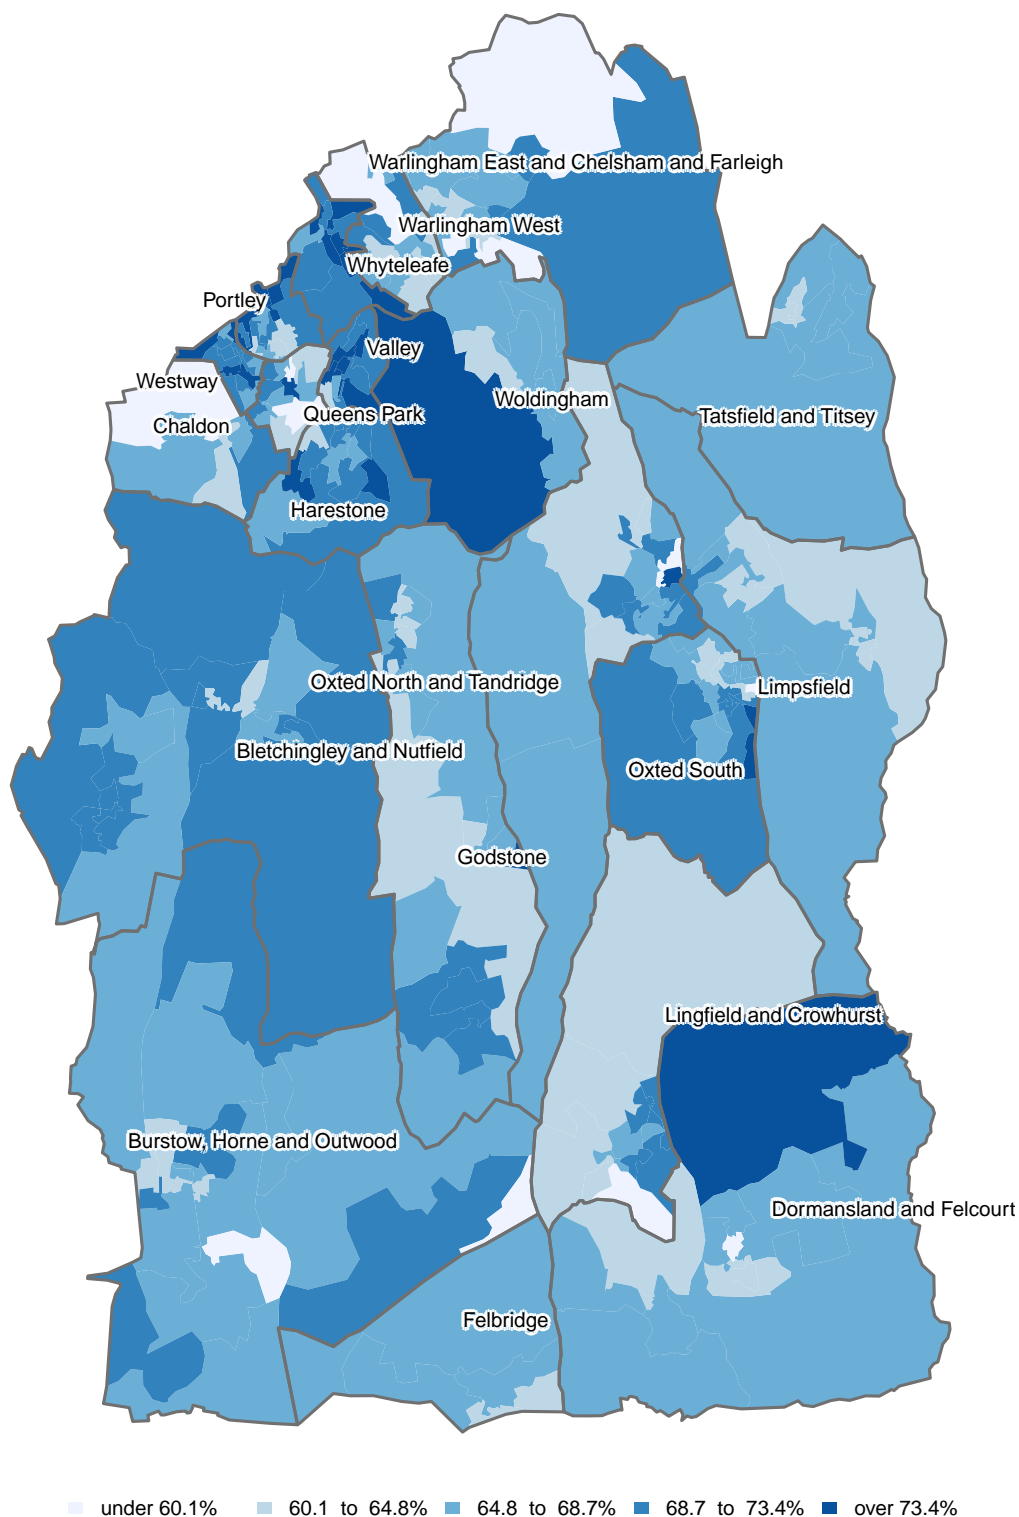 Warlingham East and Chelsham and Farleigh
Warlingham West
Whyteleafe
Portley
Valley
Westway
Woldingham
Queens Park
Tatsfield and Titsey
Chaldon
Harestone
Oxted North and Tandridge
Limpsfield
Bletchingley and Nutfield
Oxted South
Godstone
Lingfield and Crowhurst
Burstow, Horne and Outwood
Dormansland and Felcourt
Felbridge
under 60.1% 60.1 to 64.8% 64.8 to 68.7% 68.7 to 73.4% over 73.4%